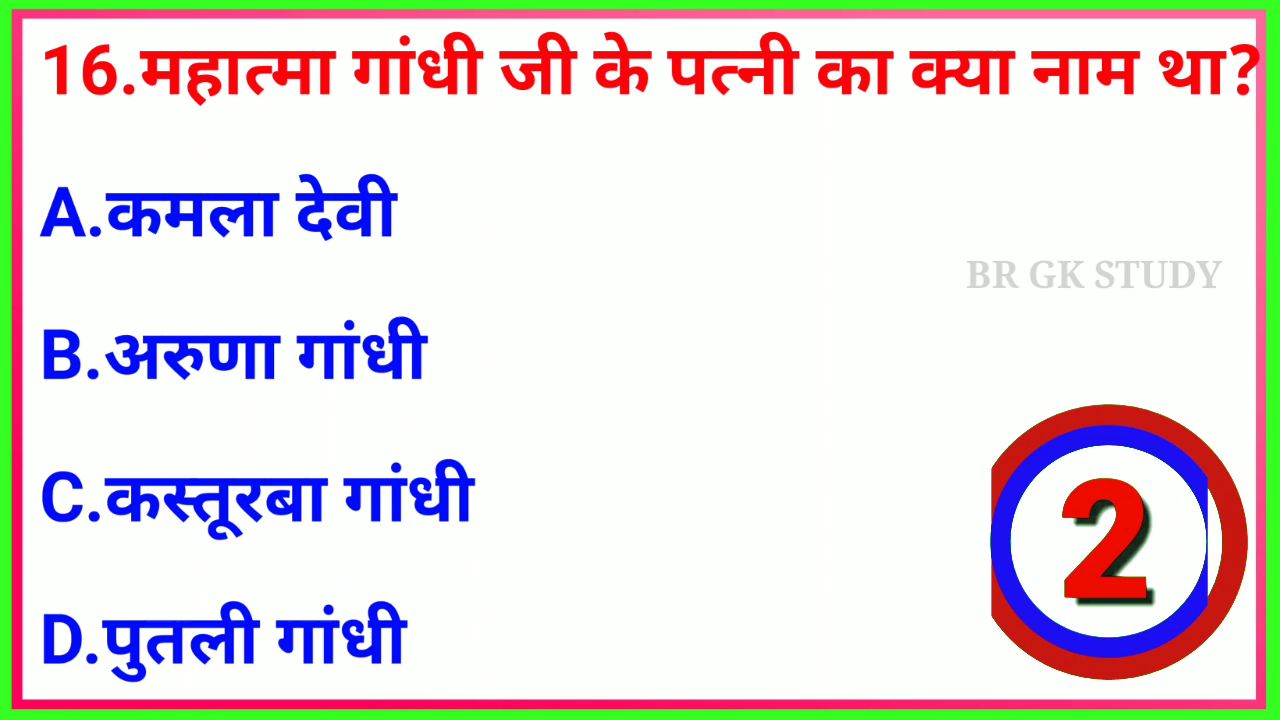 16.महात्मा गांधी जी के पत्नी का क्या नाम था?
A.कमला देवी
BR GK STUDY
B.अरुणा गांधी
C.कस्तूरबा गांधी
2
D.पुतली गांधी